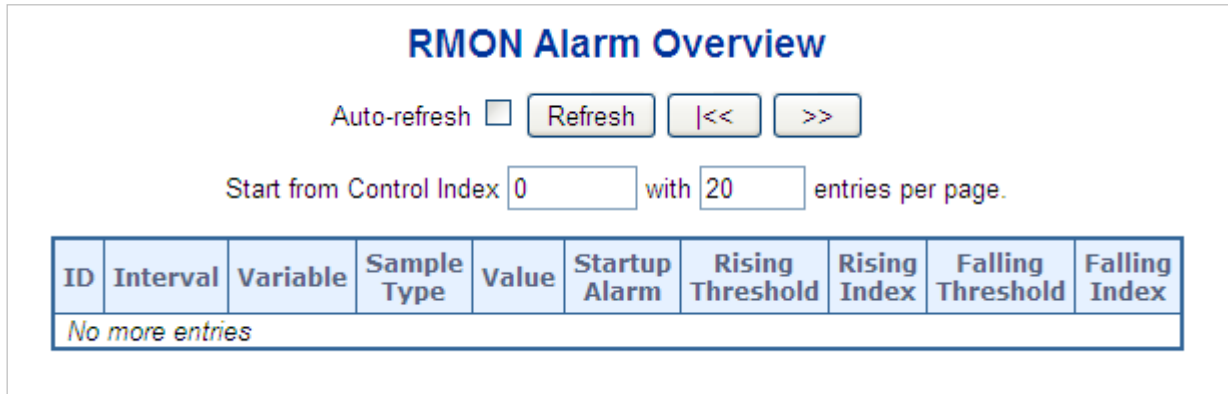 RMON Alarm Overview
Auto-refresh Refresh |<< >>
Start from Control Index 0 with 20 entries per page.
ID Interval Variable Sample Type Value Startup Alarm Rising Threshold Rising Index Falling Threshold Falling Index
No more entries